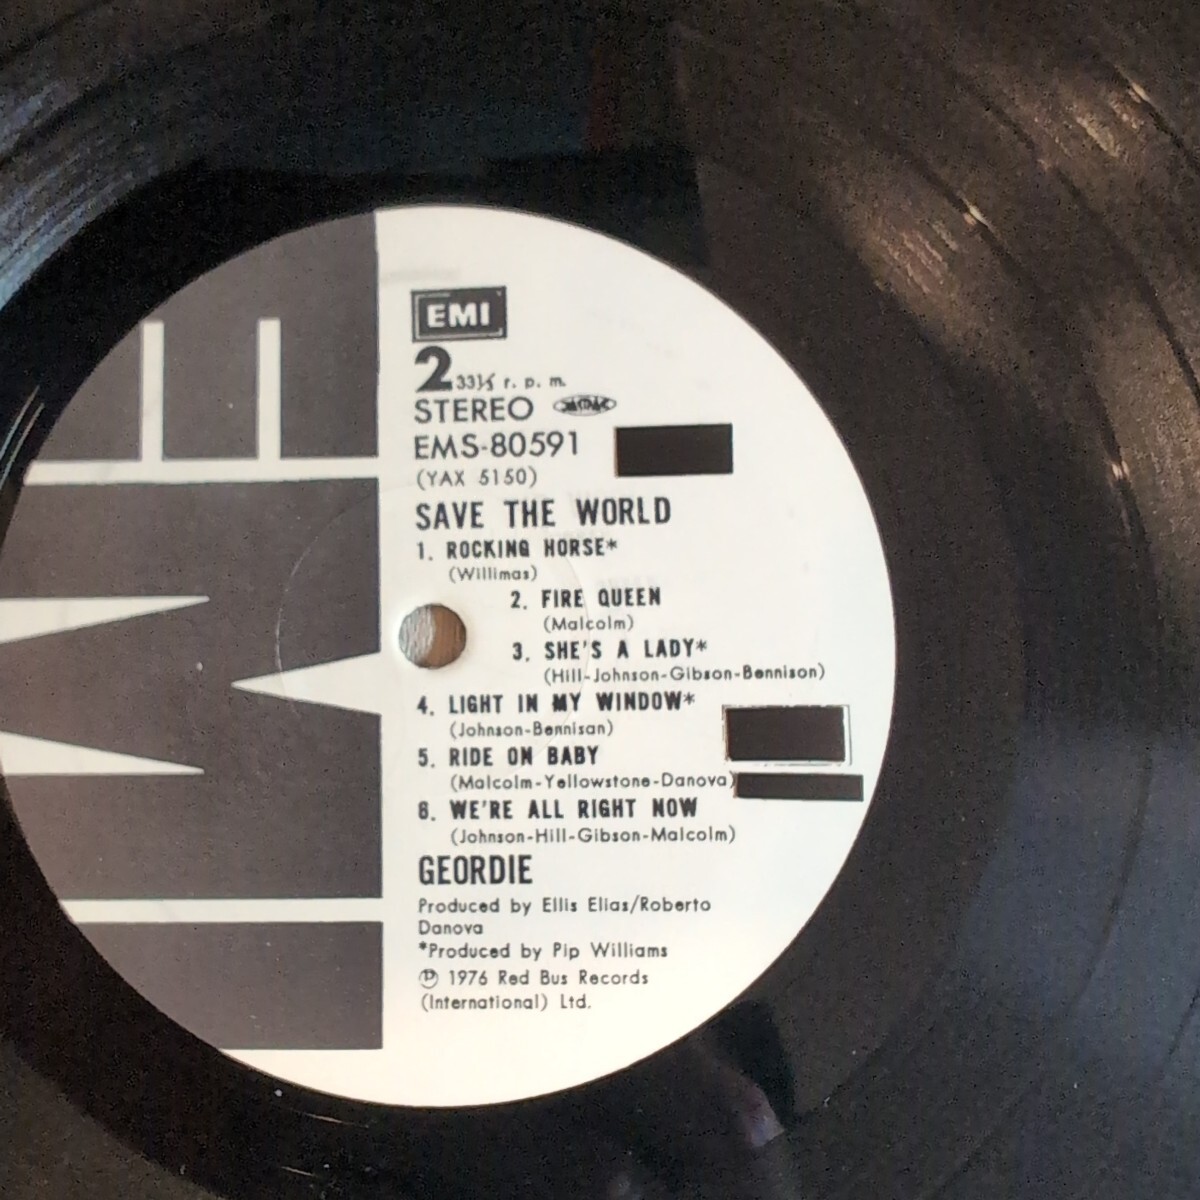 EMI
2 33⅓ r. p. m.
STEREO JASRAC
EMS-80591
(YAX 5150)
SAVE THE WORLD
1. ROCKING HORSE*
(Willimas)
2. FIRE QUEEN
(Malcolm)
3. SHE'S A LADY*
(Hill-Johnson-Gibson-Bennison)
4. LIGHT IN MY WINDOW*
(Johnson-Bennisan)
5. RIDE ON BABY
(Malcolm-Yellowstone-Danova)
6. WE'RE ALL RIGHT NOW
(Johnson-Hill-Gibson-Malcolm)
GEORDIE
Produced by Ellis Elias/Roberto
Danova
*Produced by Pip Williams
℗ 1976 Red Bus Records
(International) Ltd.
EMI